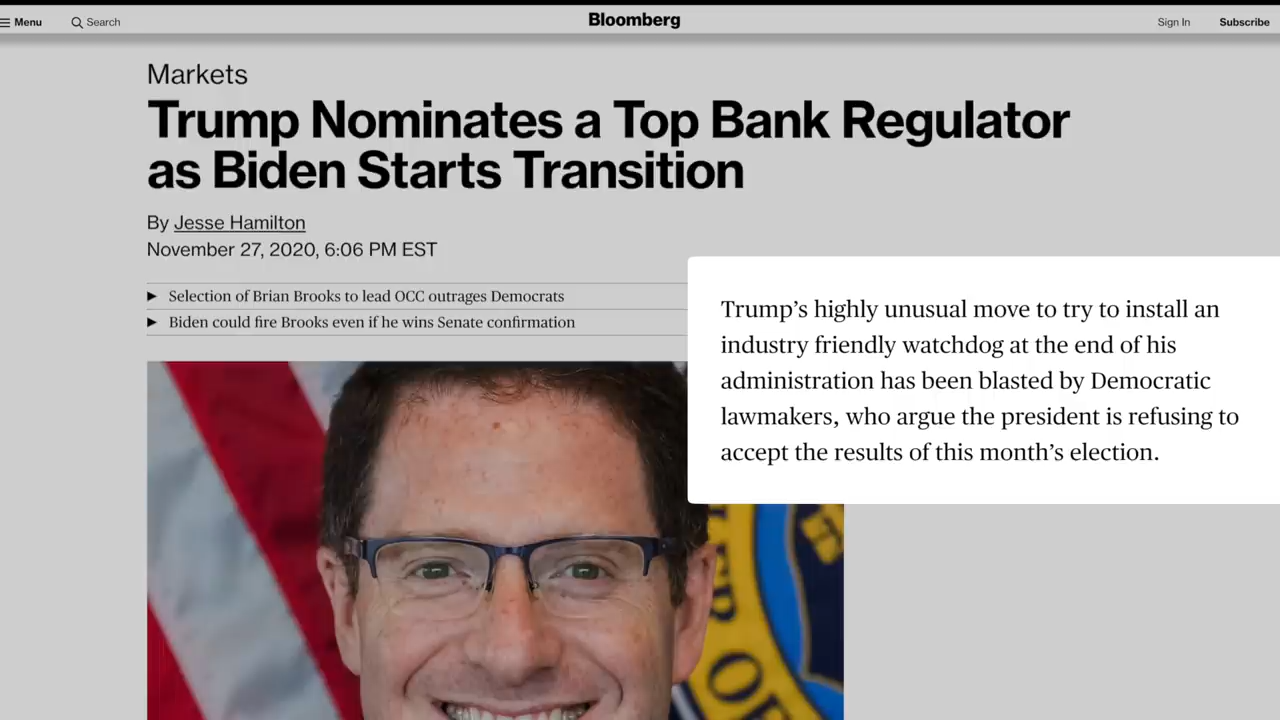 Menu
Search
Bloomberg
Sign In
Subscribe
Markets
Trump Nominates a Top Bank Regulator
as Biden Starts Transition
By Jesse Hamilton
November 27, 2020, 6:06 PM EST
Selection of Brian Brooks to lead OCC outrages Democrats
Biden could fire Brooks even if he wins Senate confirmation
Trump’s highly unusual move to try to install an
industry friendly watchdog at the end of his
administration has been blasted by Democratic
lawmakers, who argue the president is refusing to
accept the results of this month’s election.